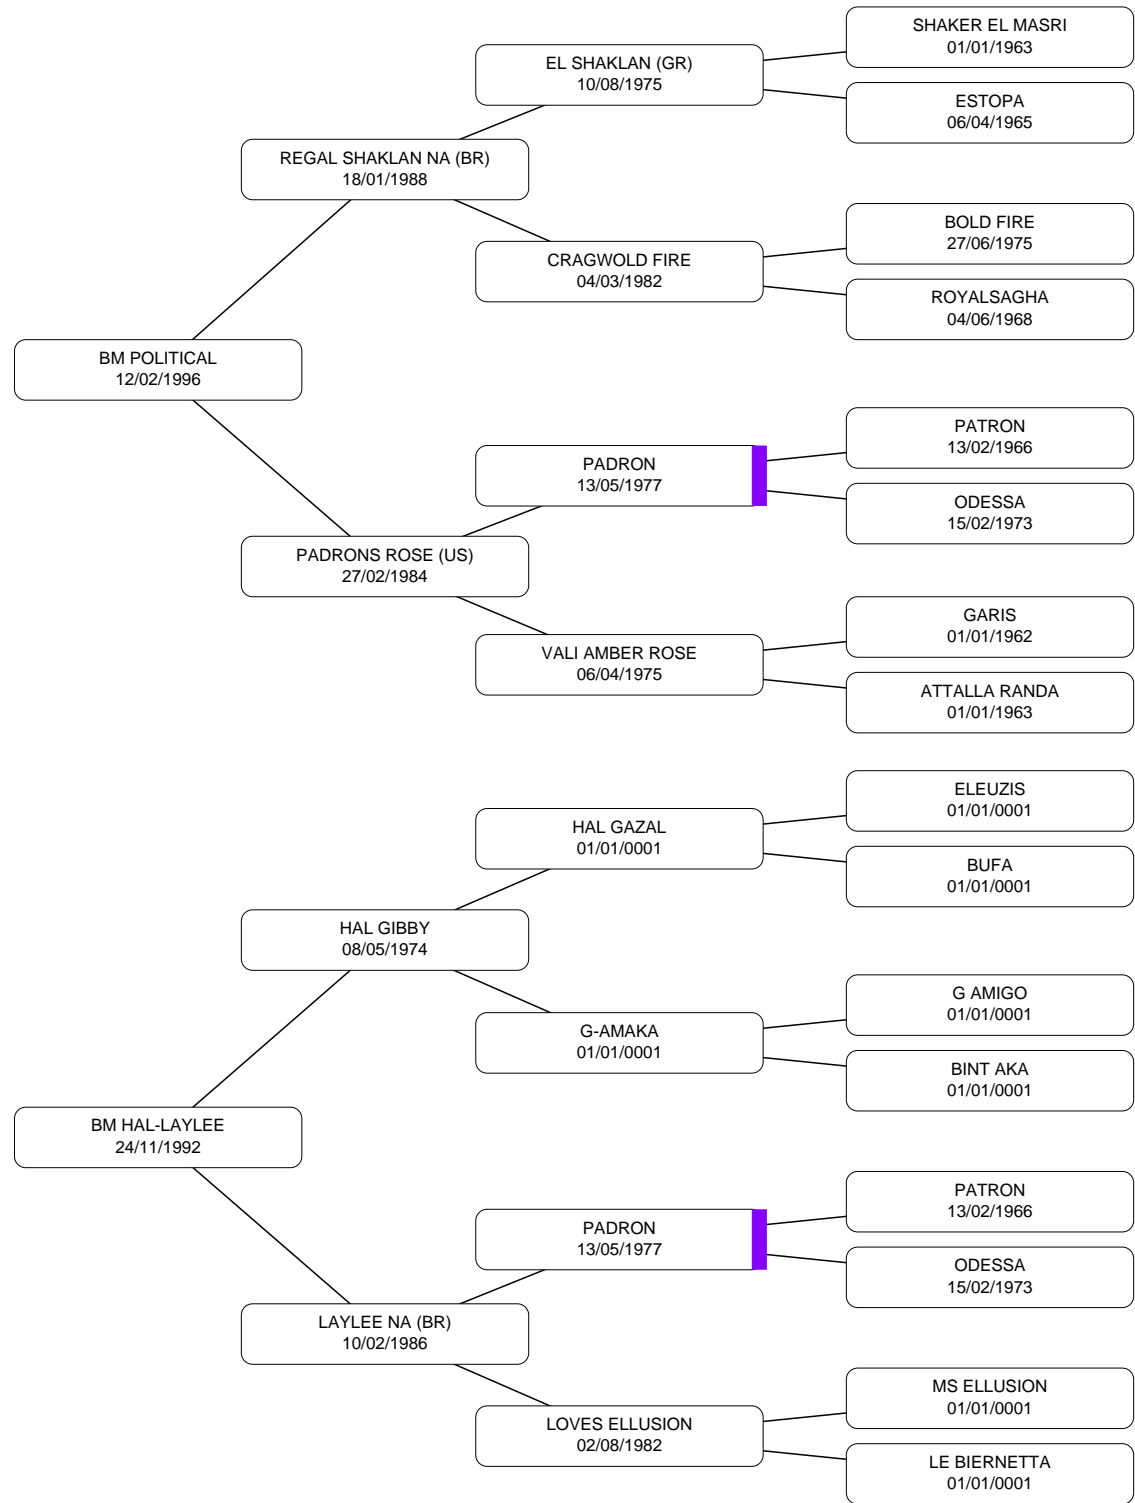 SHAKER EL MASRI
01/01/1963
EL SHAKLAN (GR)
10/08/1975
ESTOPA
06/04/1965
REGAL SHAKLAN NA (BR)
18/01/1988
BOLD FIRE
27/06/1975
CRAGWOLD FIRE
04/03/1982
ROYALSAGHA
04/06/1968
BM POLITICAL
12/02/1996
PATRON
13/02/1966
PADRON
13/05/1977
ODESSA
15/02/1973
PADRONS ROSE (US)
27/02/1984
GARIS
01/01/1962
VALI AMBER ROSE
06/04/1975
ATTALLA RANDA
01/01/1963
ELEUZIS
01/01/0001
HAL GAZAL
01/01/0001
BUFA
01/01/0001
HAL GIBBY
08/05/1974
G AMIGO
01/01/0001
G-AMAKA
01/01/0001
BINT AKA
01/01/0001
BM HAL-LAYLEE
24/11/1992
PATRON
13/02/1966
PADRON
13/05/1977
ODESSA
15/02/1973
LAYLEE NA (BR)
10/02/1986
MS ELLUSION
01/01/0001
LOVES ELLUSION
02/08/1982
LE BIERNETTA
01/01/0001